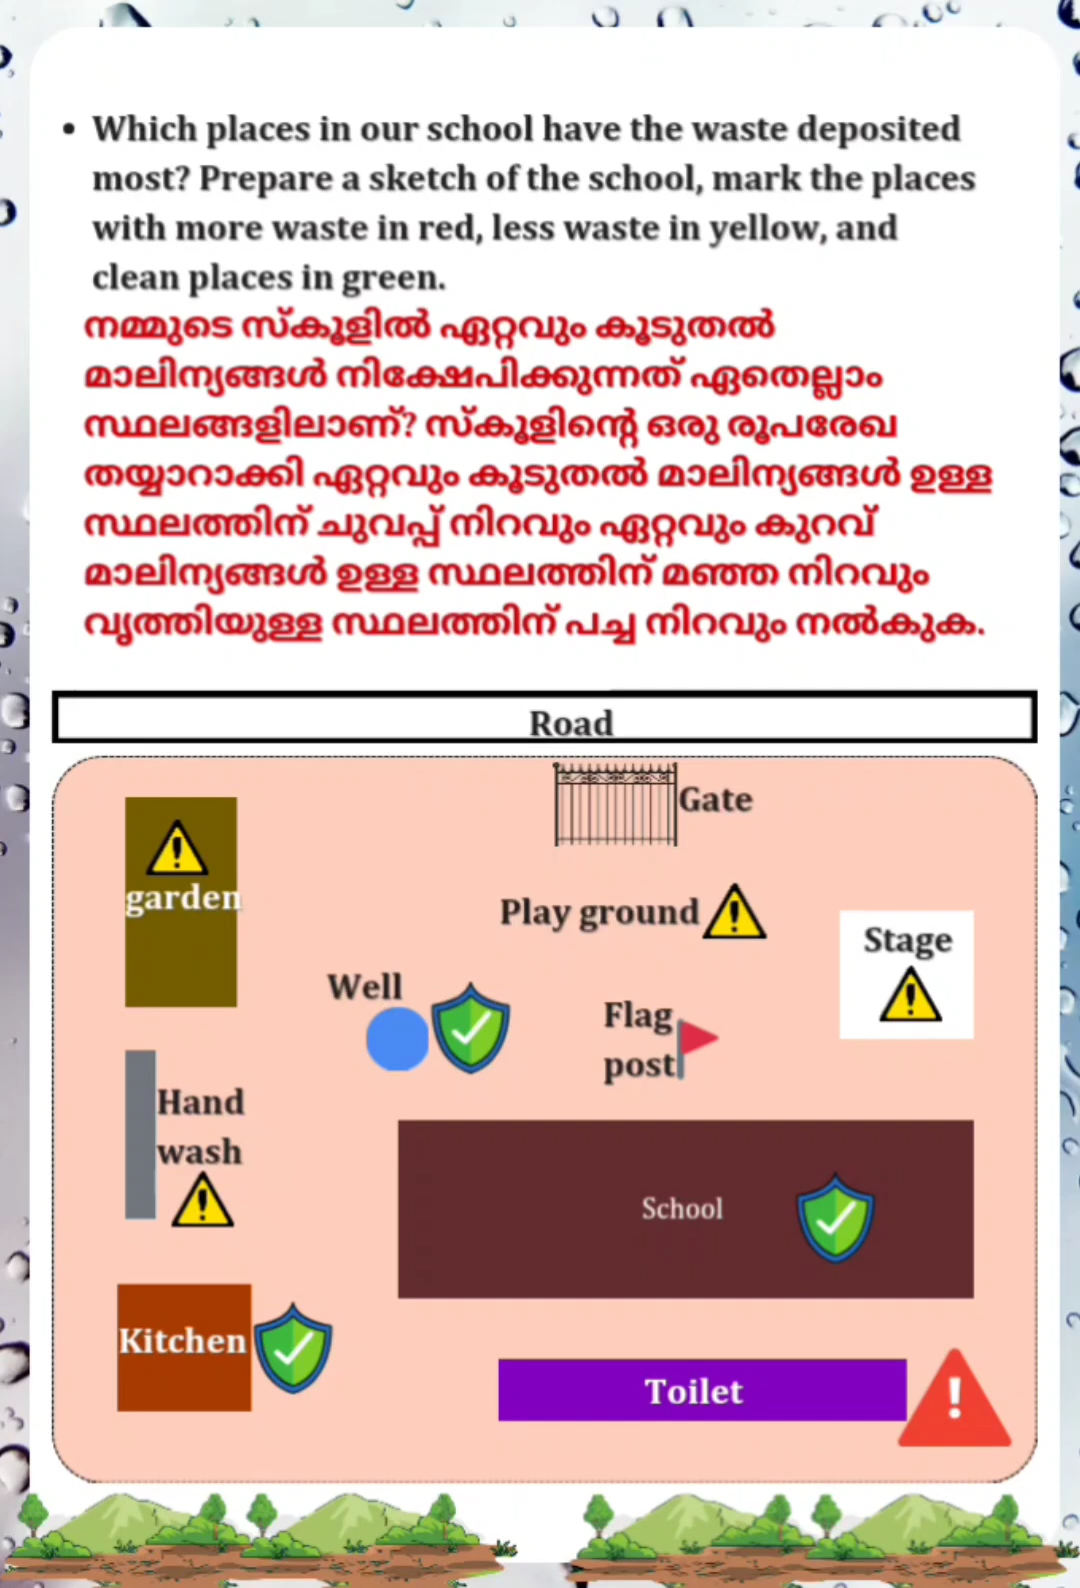 • Which places in our school have the waste deposited
most? Prepare a sketch of the school, mark the places
with more waste in red, less waste in yellow, and
clean places in green.
നമ്മുടെ സ്കൂളിൽ ഏറ്റവും കൂടുതൽ
മാലിന്യങ്ങൾ നിക്ഷേപിക്കുന്നത് ഏതെല്ലാം
സ്ഥലങ്ങളിലാണ്? സ്കൂളിന്റെ ഒരു രൂപരേഖ
തയ്യാറാക്കി ഏറ്റവും കൂടുതൽ മാലിന്യങ്ങൾ ഉള്ള
സ്ഥലത്തിന് ചുവപ്പ് നിറവും ഏറ്റവും കുറവ്
മാലിന്യങ്ങൾ ഉള്ള സ്ഥലത്തിന് മഞ്ഞ നിറവും
വൃത്തിയുള്ള സ്ഥലത്തിന് പച്ച നിറവും നൽകുക.
Road
Gate
garden
Play ground
Stage
Well
Flag
post
Hand
wash
School
Kitchen
Toilet